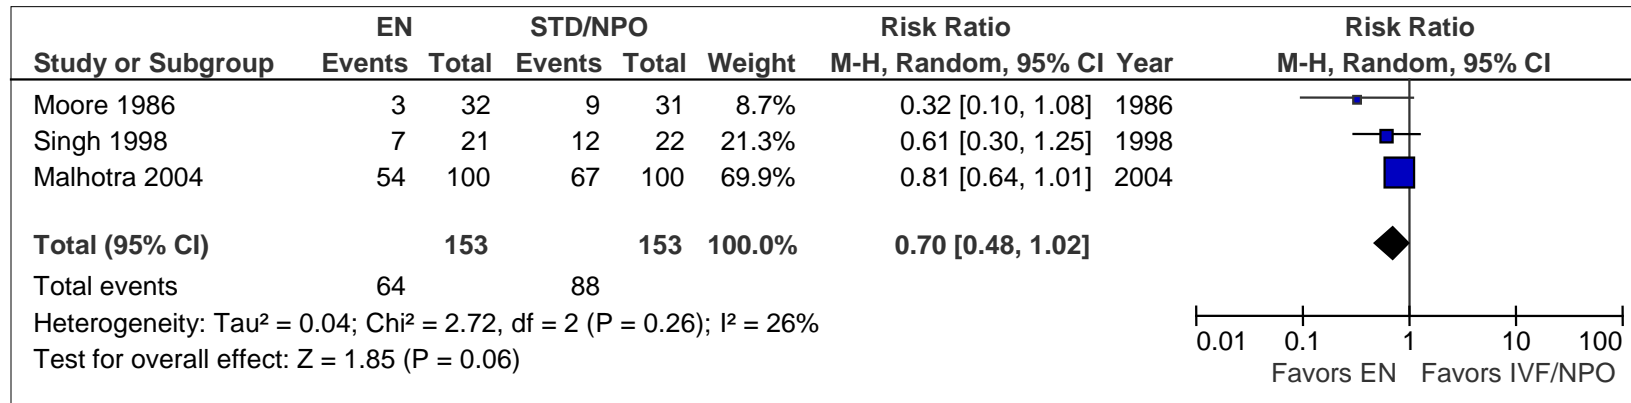 EN STD/NPO Risk Ratio Risk Ratio
Study or Subgroup Events Total Events Total Weight M-H, Random, 95% CI Year M-H, Random, 95% CI
Moore 1986 3 32 9 31 8.7% 0.32 [0.10, 1.08] 1986
Singh 1998 7 21 12 22 21.3% 0.61 [0.30, 1.25] 1998
Malhotra 2004 54 100 67 100 69.9% 0.81 [0.64, 1.01] 2004
Total (95% CI) 153 153 100.0% 0.70 [0.48, 1.02]
Total events 64 88
Heterogeneity: Tau² = 0.04; Chi² = 2.72, df = 2 (P = 0.26); I² = 26%
Test for overall effect: Z = 1.85 (P = 0.06)
0.01 0.1 1 10 100
Favors EN Favors IVF/NPO